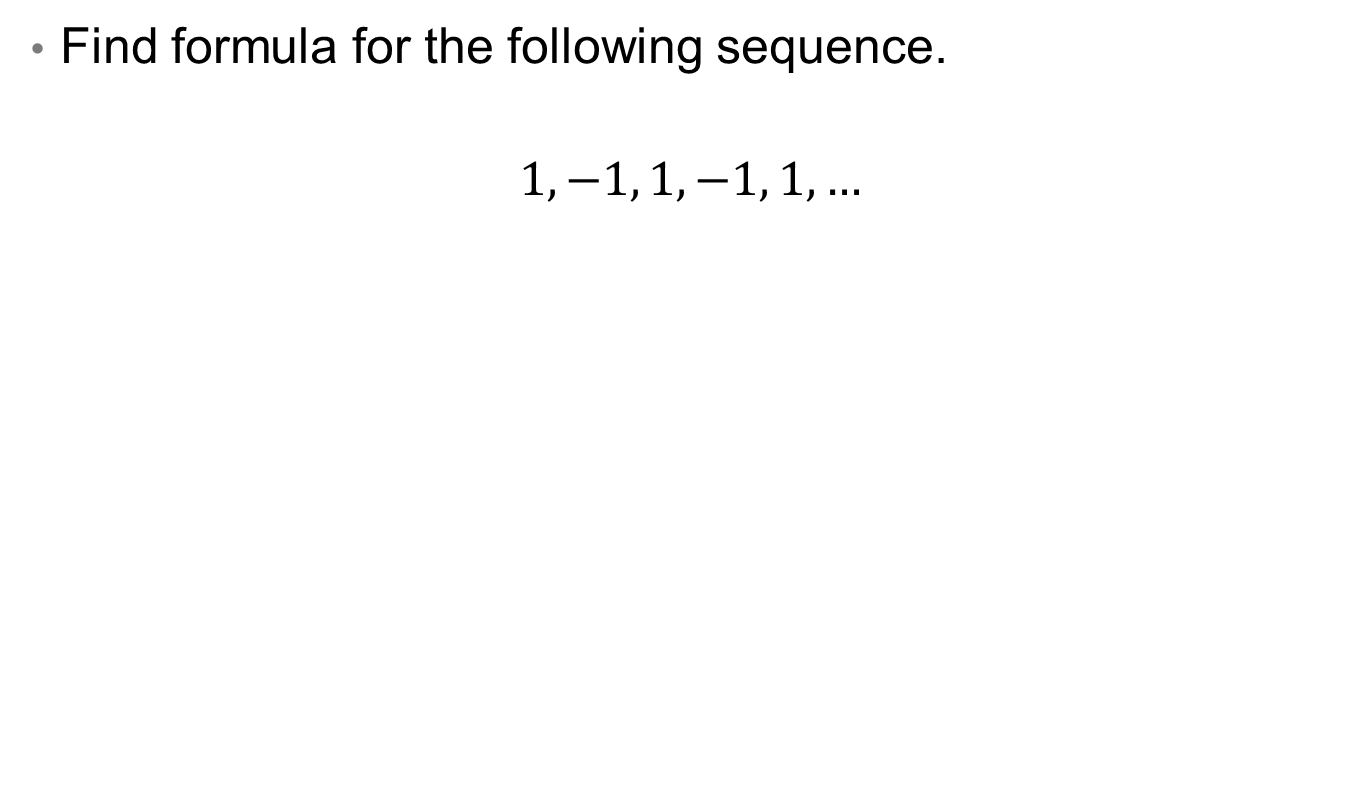 • Find formula for the following sequence.
1, −1, 1, −1, 1, …